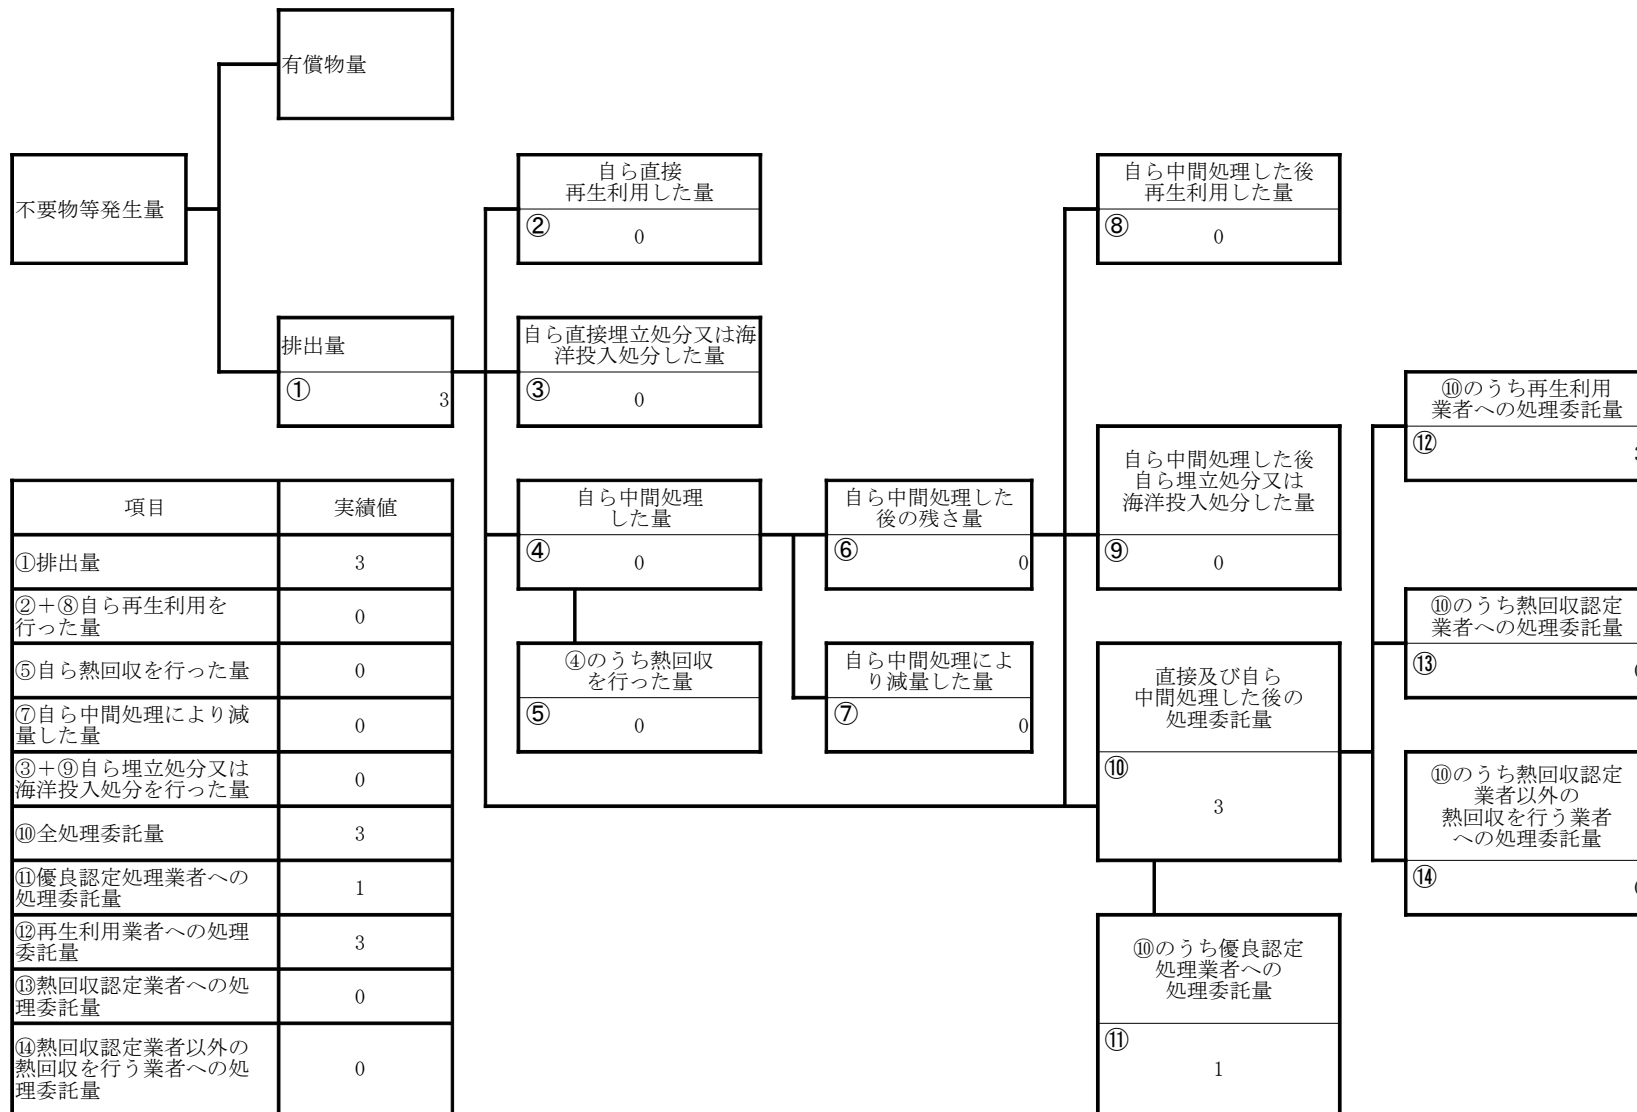 有償物量
不要物等発生量
自ら直接
再生利用した量
②
0
自ら中間処理した後
再生利用した量
⑧
0
排出量
①
3
自ら直接埋立処分又は海
洋投入処分した量
③
0
⑩のうち再生利用
業者への処理委託量
⑫
自ら中間処理
した量
④
0
自ら中間処理した
後の残さ量
⑥
0
自ら中間処理した後
自ら埋立処分又は
海洋投入処分した量
⑨
0
④のうち熱回収
を行った量
⑤
0
自ら中間処理によ
り減量した量
⑦
0
直接及び自ら
中間処理した後の
処理委託量
⑩
3
⑩のうち熱回収認定
業者への処理委託量
⑬
⑩のうち熱回収認定
業者以外の
熱回収を行う業者
への処理委託量
⑭
⑩のうち優良認定
処理業者への
処理委託量
⑪
1
項目 実績値
①排出量 3
②+⑧自ら再生利用を
行った量 0
⑤自ら熱回収を行った量 0
⑦自ら中間処理により減
量した量 0
③+⑨自ら埋立処分又は
海洋投入処分を行った量 0
⑩全処理委託量 3
⑪優良認定処理業者への
処理委託量 1
⑫再生利用業者への処理
委託量 3
⑬熱回収認定業者への処
理委託量 0
⑭熱回収認定業者以外の
熱回収を行う業者への処
理委託量 0